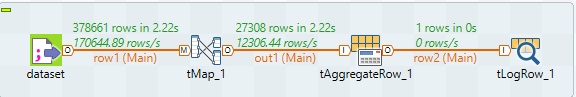 378661 rows in 2.22s
170644.89 rows/s
row1 (Main)
27308 rows in 2.22s
12306.44 rows/s
out1 (Main)
1 rows in 0s
0 rows/s
row2 (Main)
O
M
O
I
O
I
dataset
tMap_1
tAggregateRow_1
tLogRow_1